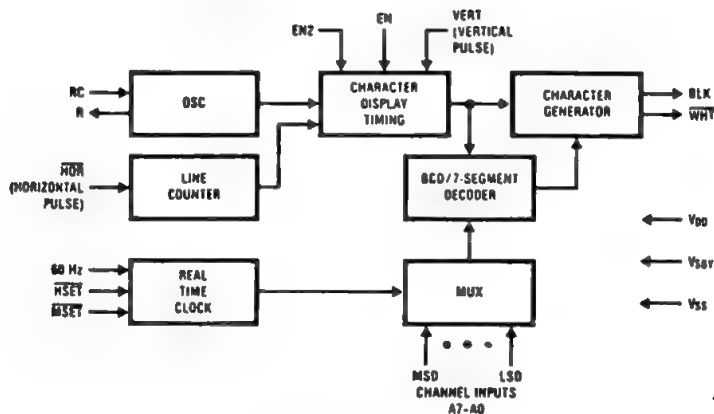 VERT
(VERTICAL
PULSE)
EN
EN2
RC
R
OSC
CHARACTER
DISPLAY
TIMING
CHARACTER
GENERATOR
BLK
WHT
HOR
(HORIZONTAL
PULSE)
LINE
COUNTER
BCD/7-SEGMENT
DECODER
VDD
VSBY
VSS
60 Hz
HSET
MSET
REAL
TIME
CLOCK
MUX
MSD
LSD
CHANNEL INPUTS
A7-A0